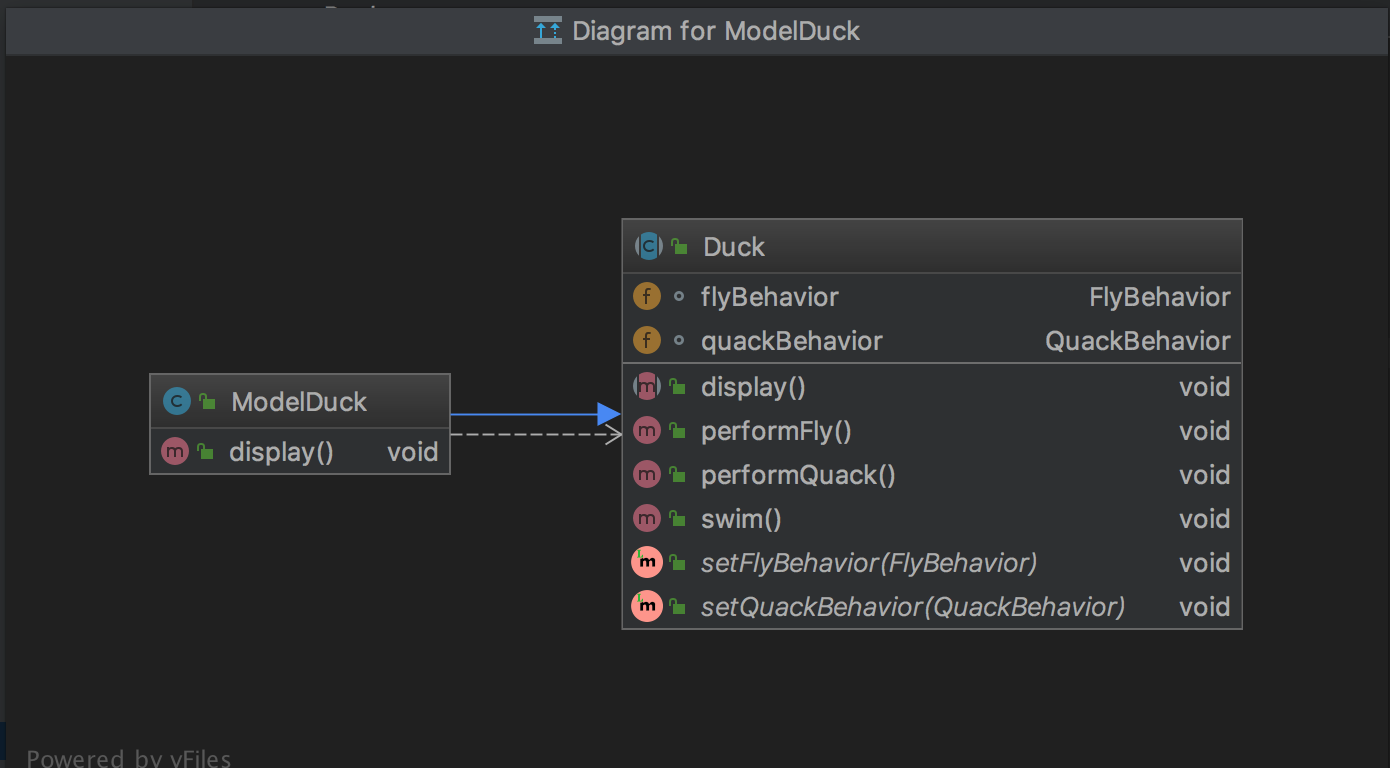 Diagram for ModelDuck
Duck
flyBehavior FlyBehavior
quackBehavior QuackBehavior
display() void
performFly() void
performQuack() void
swim() void
setFlyBehavior(FlyBehavior) void
setQuackBehavior(QuackBehavior) void
ModelDuck
display() void
Powered by yFiles